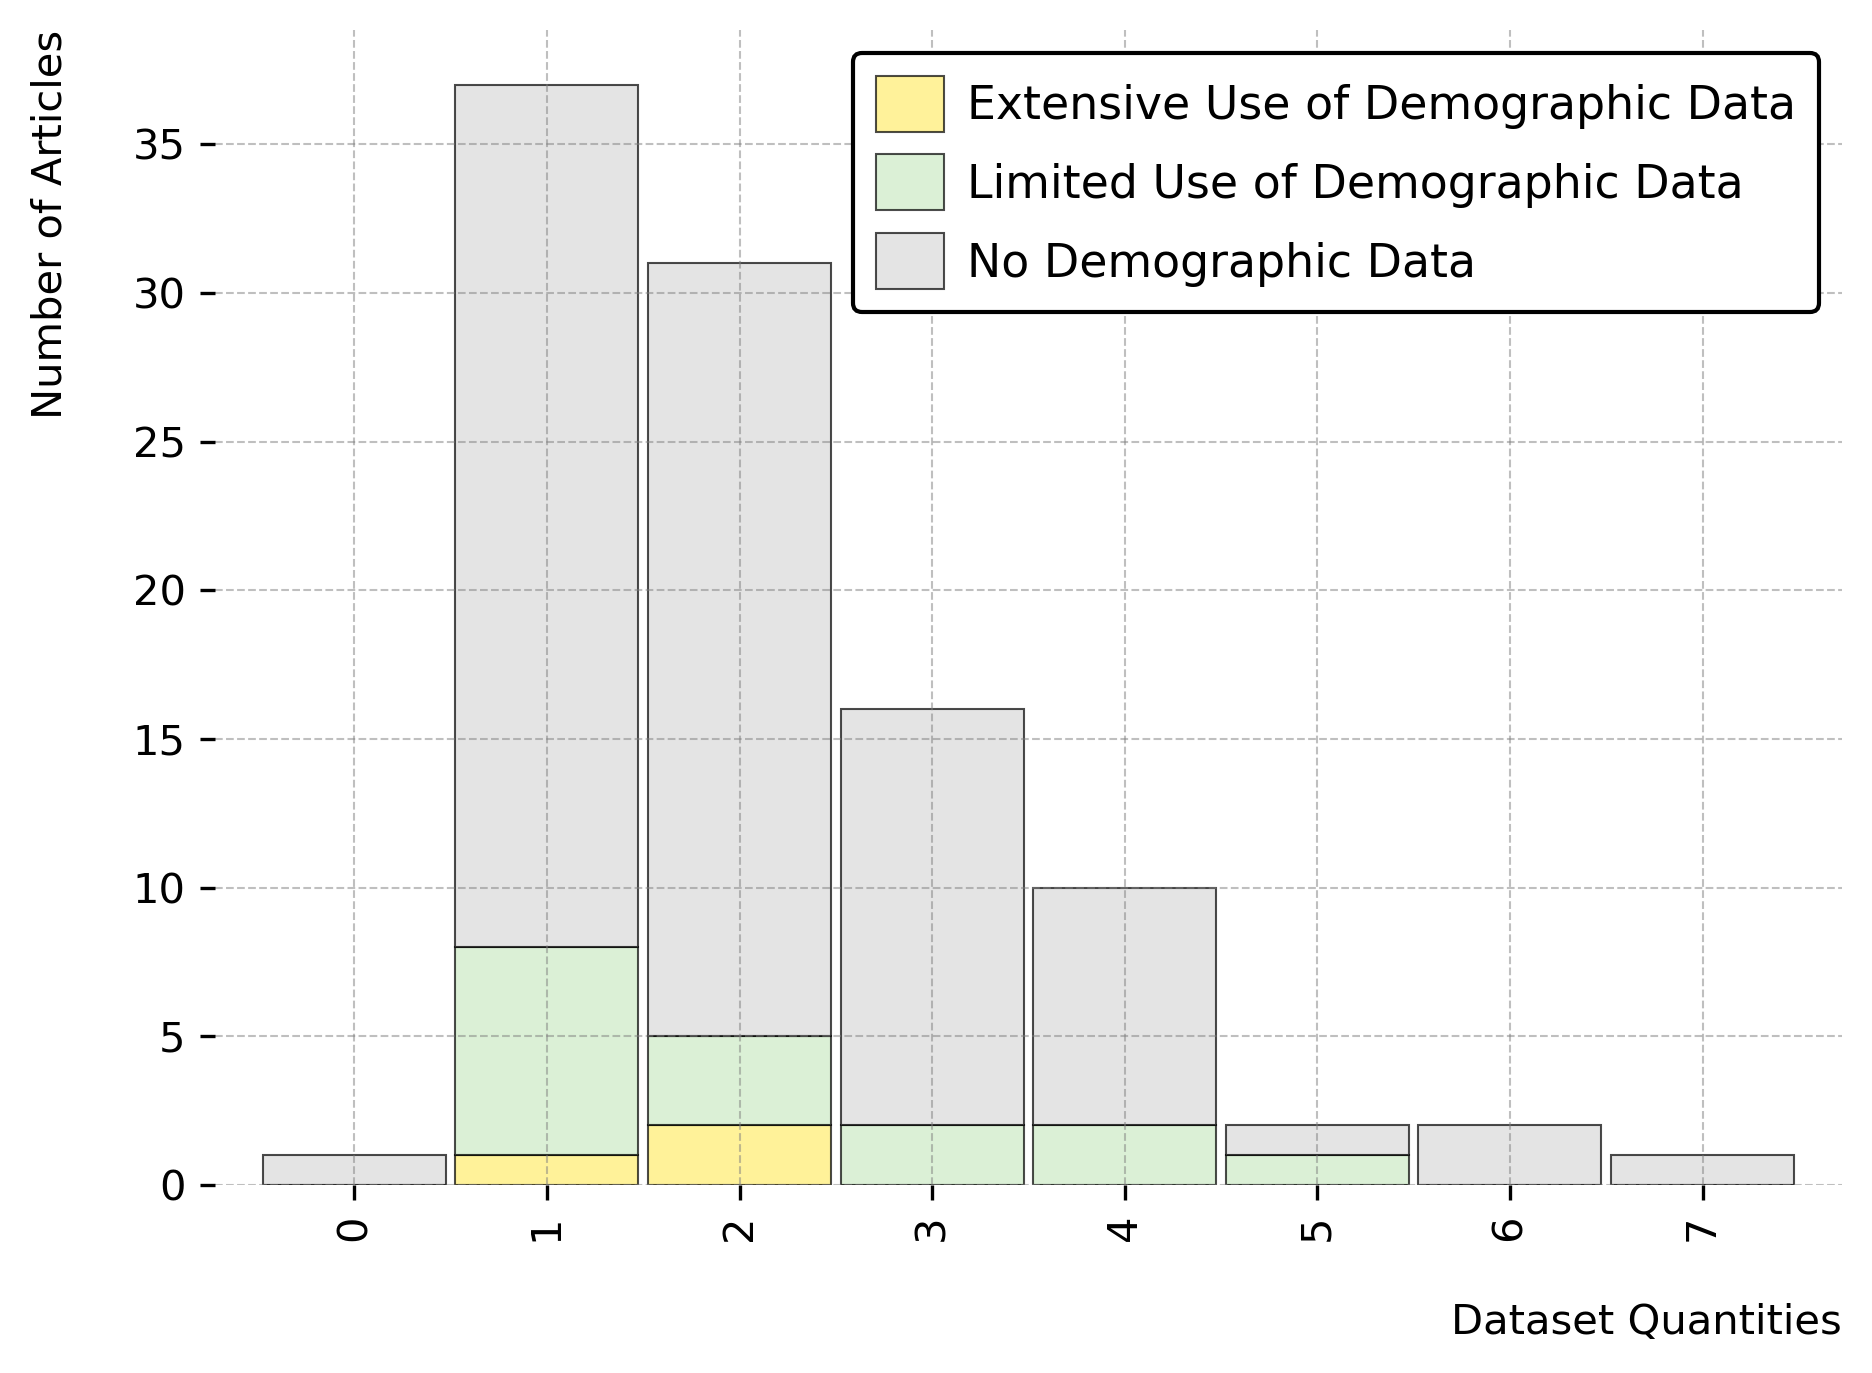 Number of Articles
35
30
25
20
15
10
5
0
Extensive Use of Demographic Data
Limited Use of Demographic Data
No Demographic Data
0 1 2 3 4 5 6 7
Dataset Quantities